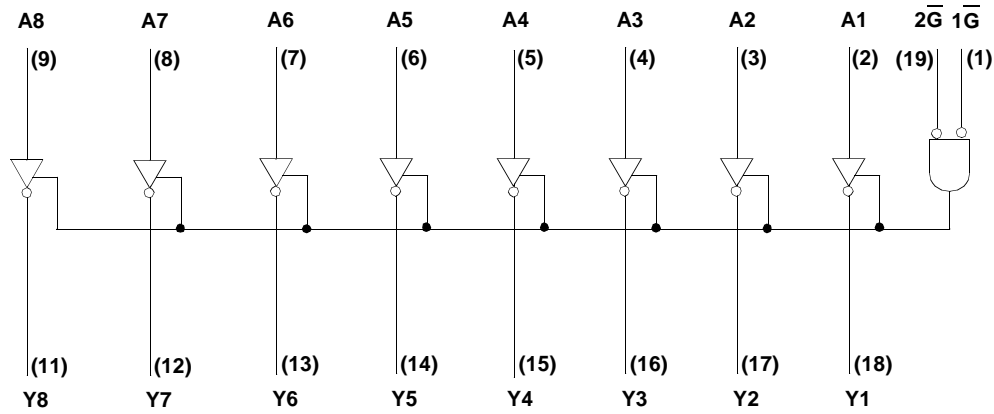 A8 A7 A6 A5 A4 A3 A2 A1 2G̅ 1G̅
(9) (8) (7) (6) (5) (4) (3) (2) (19) (1)
(11) (12) (13) (14) (15) (16) (17) (18)
Y8 Y7 Y6 Y5 Y4 Y3 Y2 Y1